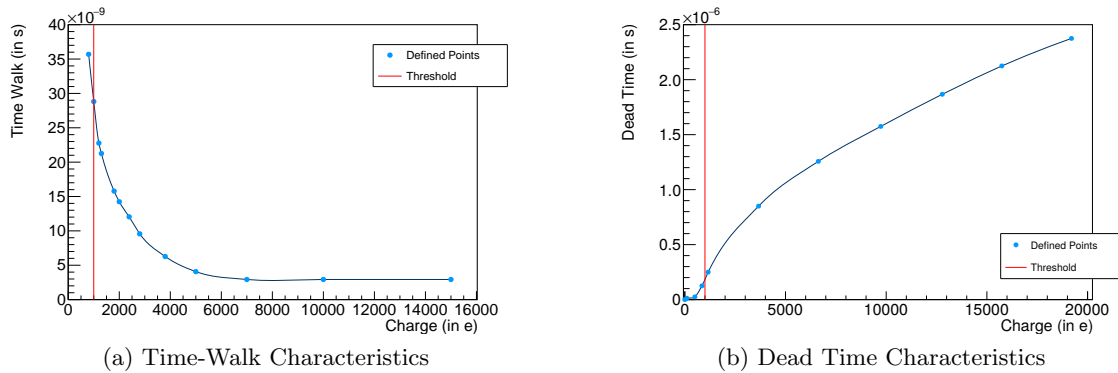 ×10⁻⁹
40
35
30
25
20
15
10
5
0
Time Walk (in s)
Defined Points
Threshold
0 2000 4000 6000 8000 10000 12000 14000 16000
Charge (in e)
(a) Time-Walk Characteristics
×10⁻⁶
2.5
2.0
1.5
1.0
0.5
0
Dead Time (in s)
Defined Points
Threshold
0 5000 10000 15000 20000
Charge (in e)
(b) Dead Time Characteristics